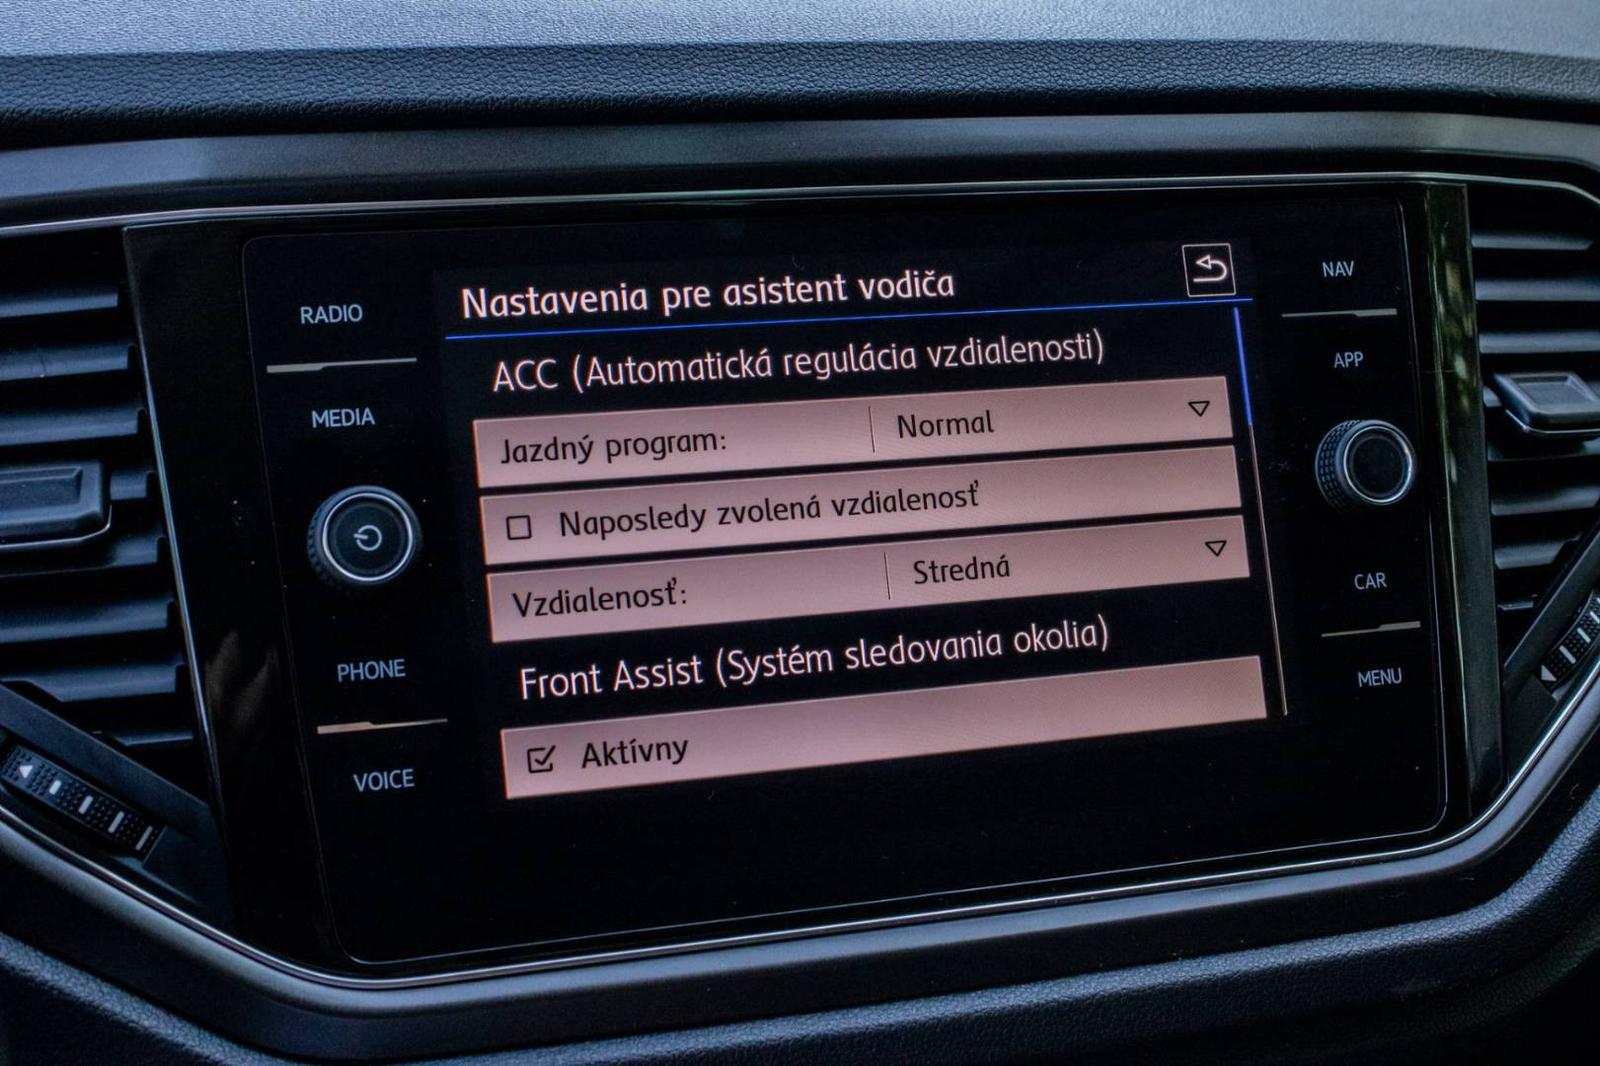 RADIO
MEDIA
PHONE
VOICE
Nastavenia pre asistent vodiča
ACC (Automatická regulácia vzdialenosti)
Jazdný program: Normal
Naposledy zvolená vzdialenosť
Vzdialenosť: Stredná
Front Assist (Systém sledovania okolia)
Aktívny
NAV
APP
CAR
MENU